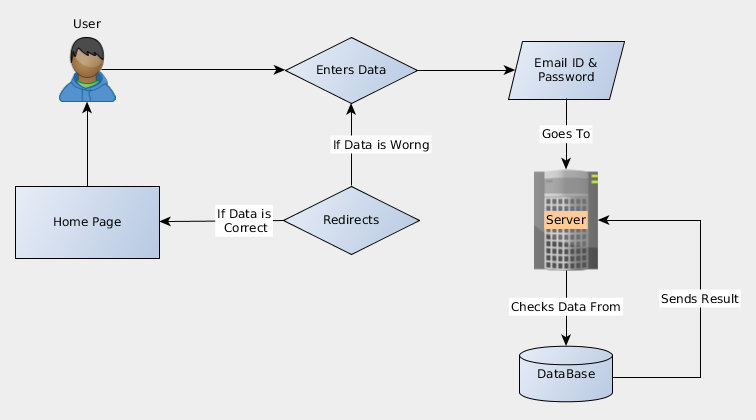 User
Enters Data
Email ID &
Password
If Data is Worng
Goes To
Home Page
If Data is
Correct
Redirects
Server
Checks Data From
Sends Result
DataBase